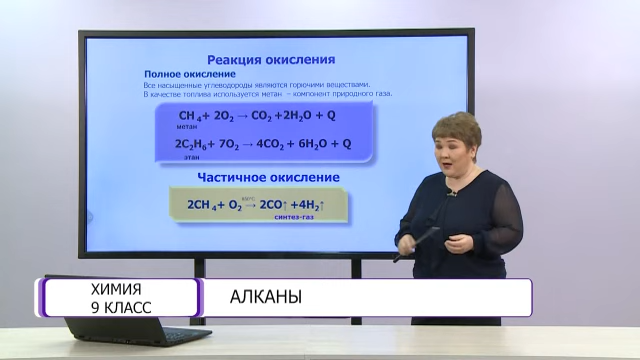 Реакция окисления
Полное окисление
Все насыщенные углеводороды являются горючими веществами.
В качестве топлива используется метан – компонент природного газа.
CH₄+ 2O₂ → CO₂ +2H₂O + Q
метан
2C₂H₆+ 7O₂ → 4CO₂ + 6H₂O + Q
этан
Частичное окисление
2CH₄+ O₂ → 2CO↑ +4H₂↑
синтез-газ
ХИМИЯ
9 КЛАСС
АЛКАНЫ